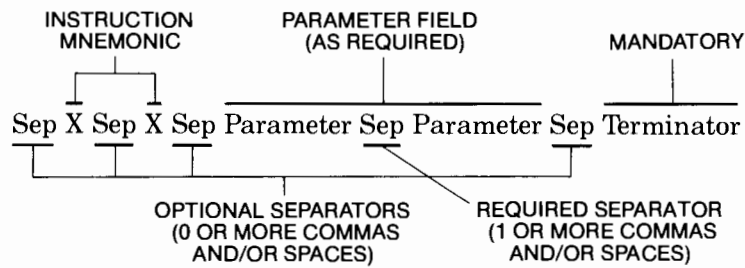 INSTRUCTION
MNEMONIC
PARAMETER FIELD
(AS REQUIRED)
MANDATORY
Sep X Sep X Sep Parameter Sep Parameter Sep Terminator
OPTIONAL SEPARATORS
(0 OR MORE COMMAS
AND/OR SPACES)
REQUIRED SEPARATOR
(1 OR MORE COMMAS
AND/OR SPACES)